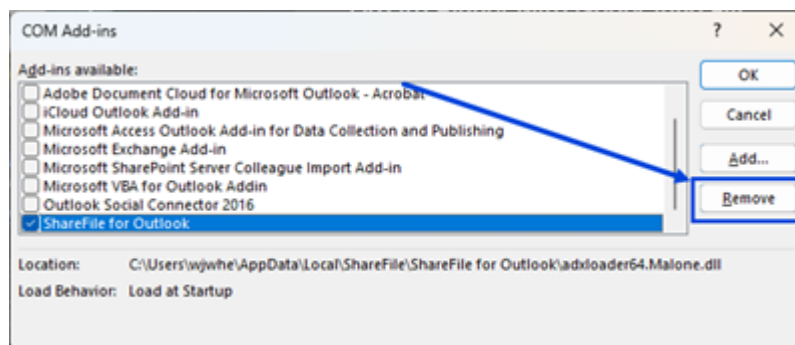 COM Add-ins
?
Add-ins available:
Adobe Document Cloud for Microsoft Outlook - Acrobat
iCloud Outlook Add-in
Microsoft Access Outlook Add-in for Data Collection and Publishing
Microsoft Exchange Add-in
Microsoft SharePoint Server Colleague Import Add-in
Microsoft VBA for Outlook Addin
Outlook Social Connector 2016
ShareFile for Outlook
OK
Cancel
Add...
Remove
Location: C:\Users\wjwhe\AppData\Local\ShareFile\ShareFile for Outlook\adxloader64.Malone.dll
Load Behavior: Load at Startup